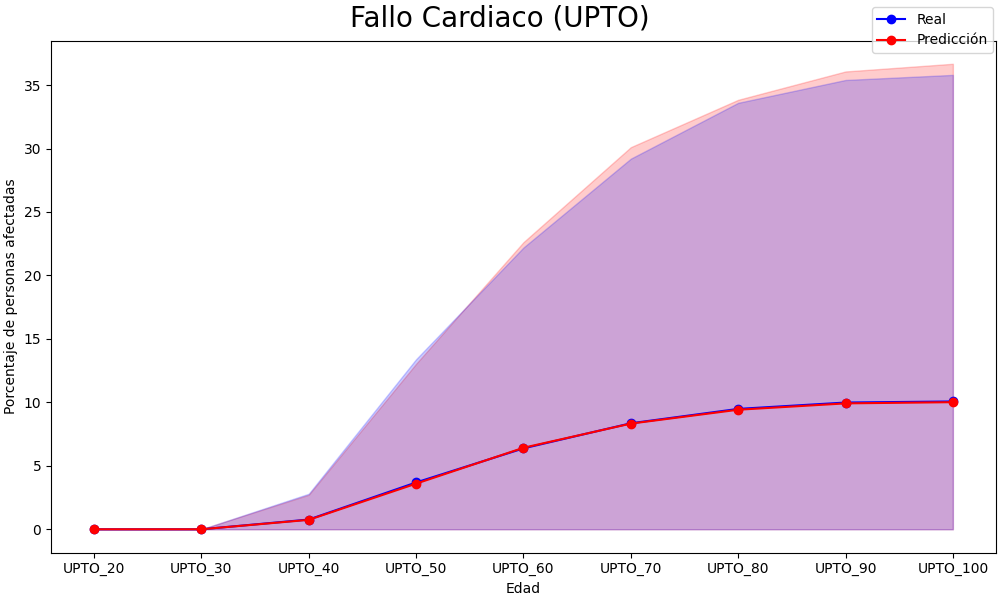 Fallo Cardiaco (UPTO)
Real
Predicción
Porcentaje de personas afectadas
35
30
25
20
15
10
5
0
UPTO_20 UPTO_30 UPTO_40 UPTO_50 UPTO_60 UPTO_70 UPTO_80 UPTO_90 UPTO_100
Edad